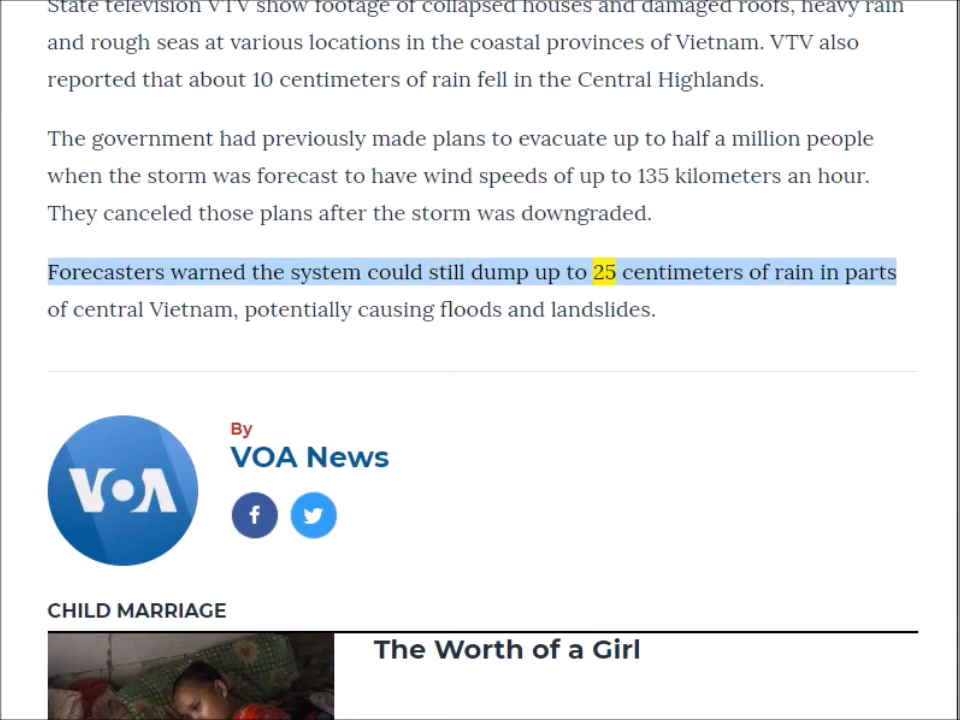 State television VTV show footage of collapsed houses and damaged roofs, heavy rain
and rough seas at various locations in the coastal provinces of Vietnam. VTV also
reported that about 10 centimeters of rain fell in the Central Highlands.
The government had previously made plans to evacuate up to half a million people
when the storm was forecast to have wind speeds of up to 135 kilometers an hour.
They canceled those plans after the storm was downgraded.
Forecasters warned the system could still dump up to 25 centimeters of rain in parts
of central Vietnam, potentially causing floods and landslides.
VOA
By
VOA News
f
CHILD MARRIAGE
The Worth of a Girl